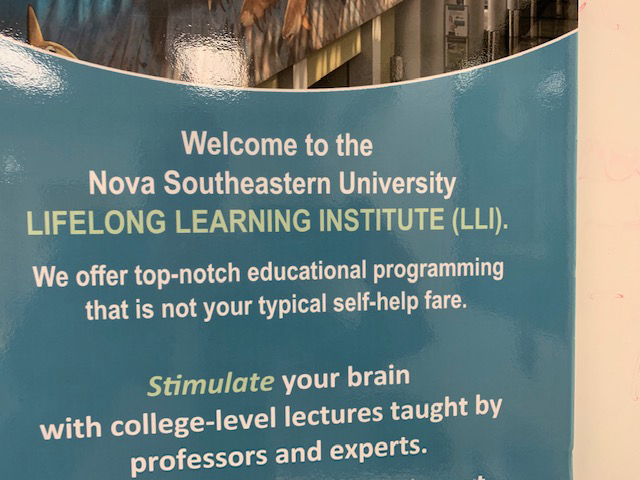 Welcome to the
Nova Southeastern University
LIFELONG LEARNING INSTITUTE (LLI).
We offer top-notch educational programming
that is not your typical self-help fare.
Stimulate your brain
with college-level lectures taught by
professors and experts.